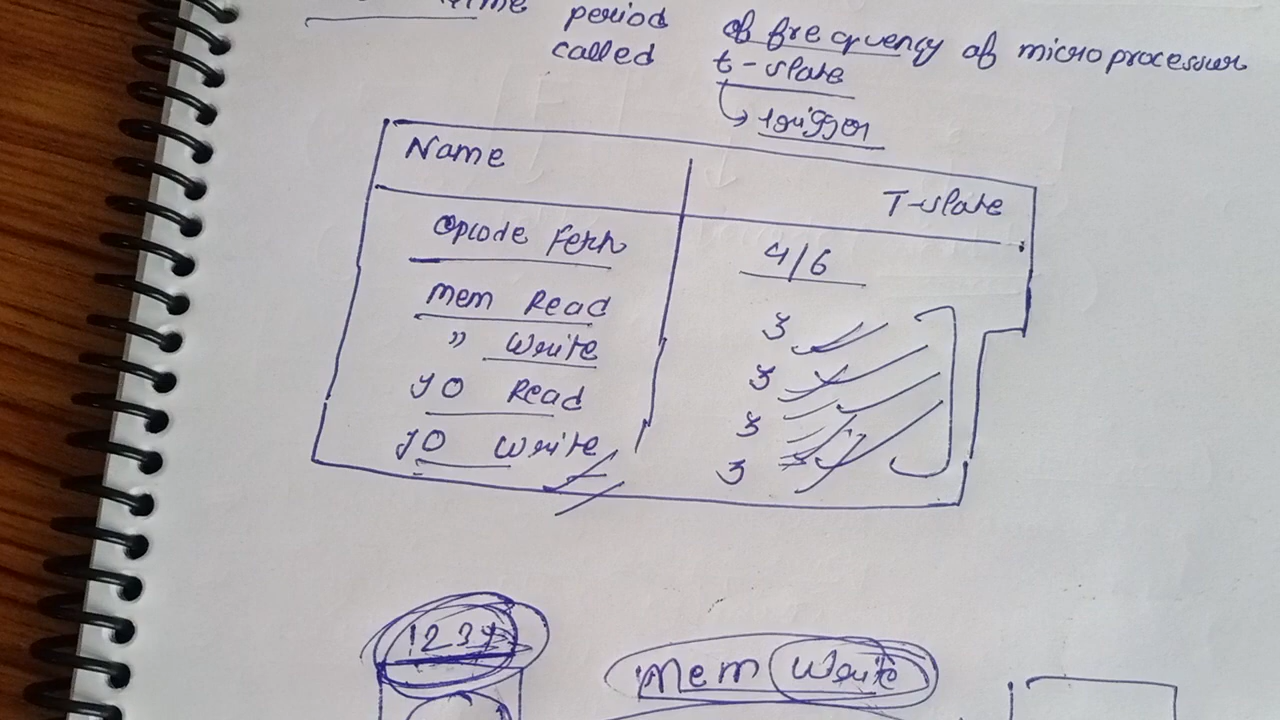 time period of frequency of microprocessor
called t-state
trigger
Name T-state
Opcode Fetch 4/6
Mem Read 3
" Write 3
IO Read 3
IO Write 3
1234
Mem Write